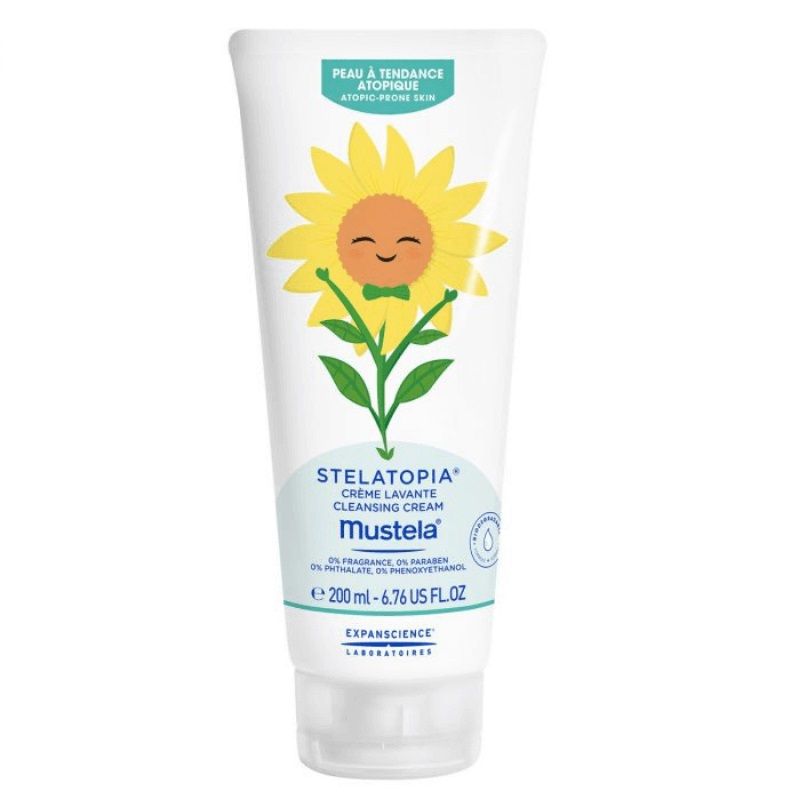 PEAU À TENDANCE
ATOPIQUE
ATOPIC-PRONE SKIN
STELATOPIA®
CRÈME LAVANTE
CLEANSING CREAM
Mustela®
0% FRAGRANCE, 0% PARABEN
0% PHTHALATE, 0% PHENOXYETHANOL
℮ 200 ml - 6.76 US FL.OZ
EXPANSCIENCE®
LABORATOIRES